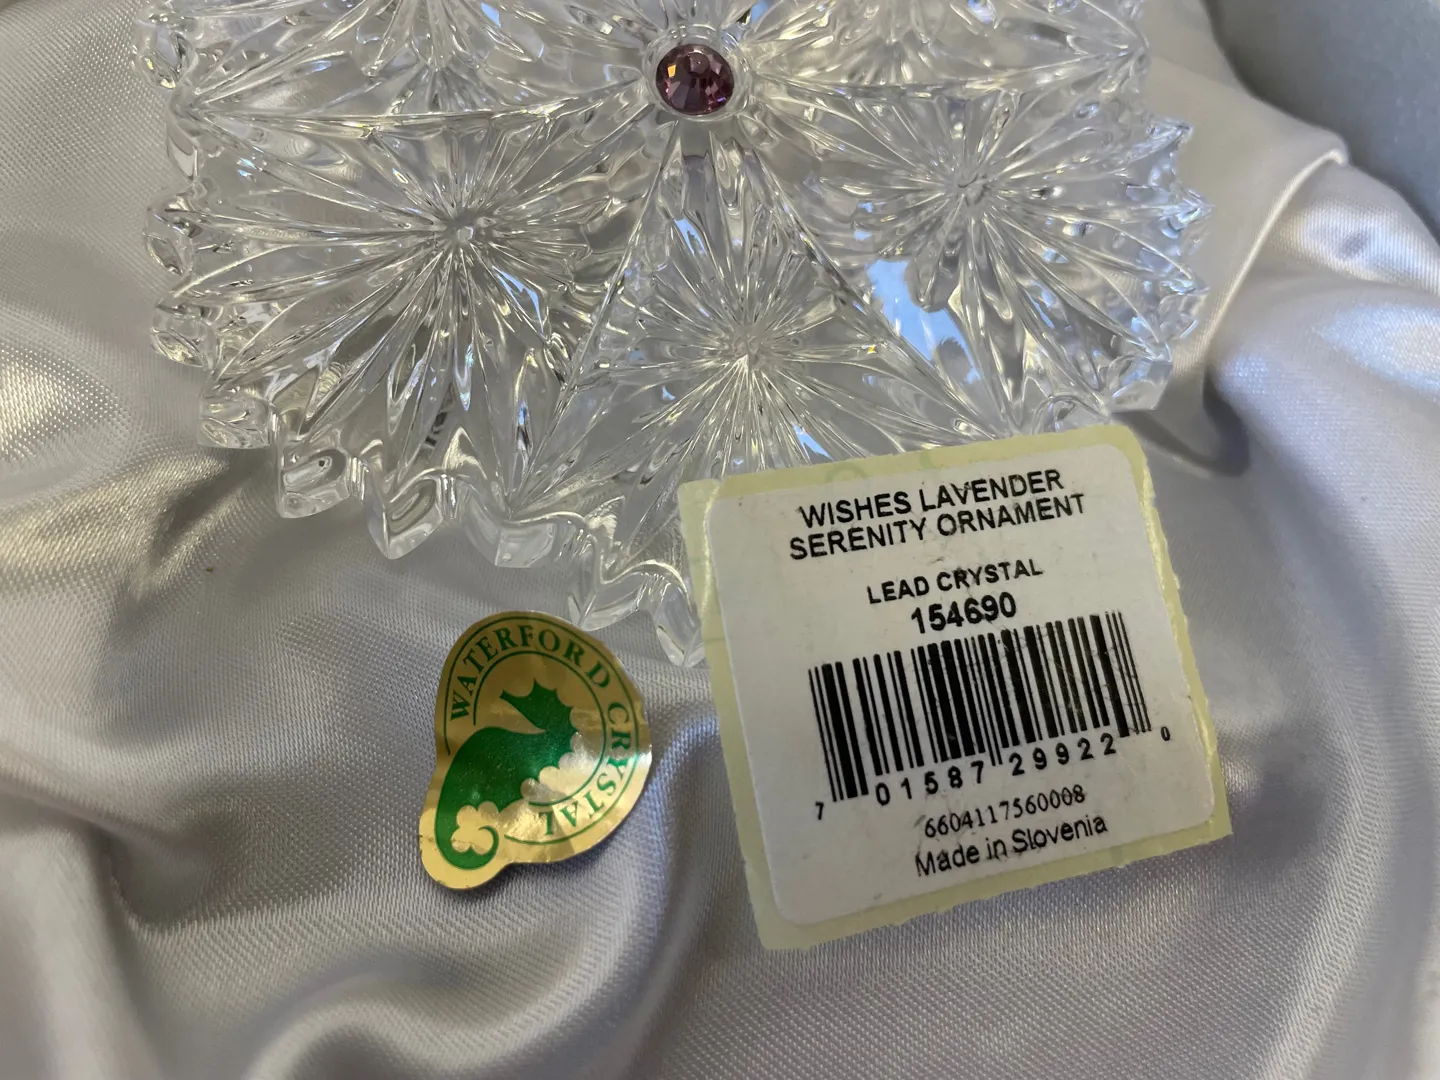 WISHES LAVENDER
SERENITY ORNAMENT
LEAD CRYSTAL
154690
7 01587 29922 0
6604117560008
Made in Slovenia
WATERFORD CRYSTAL